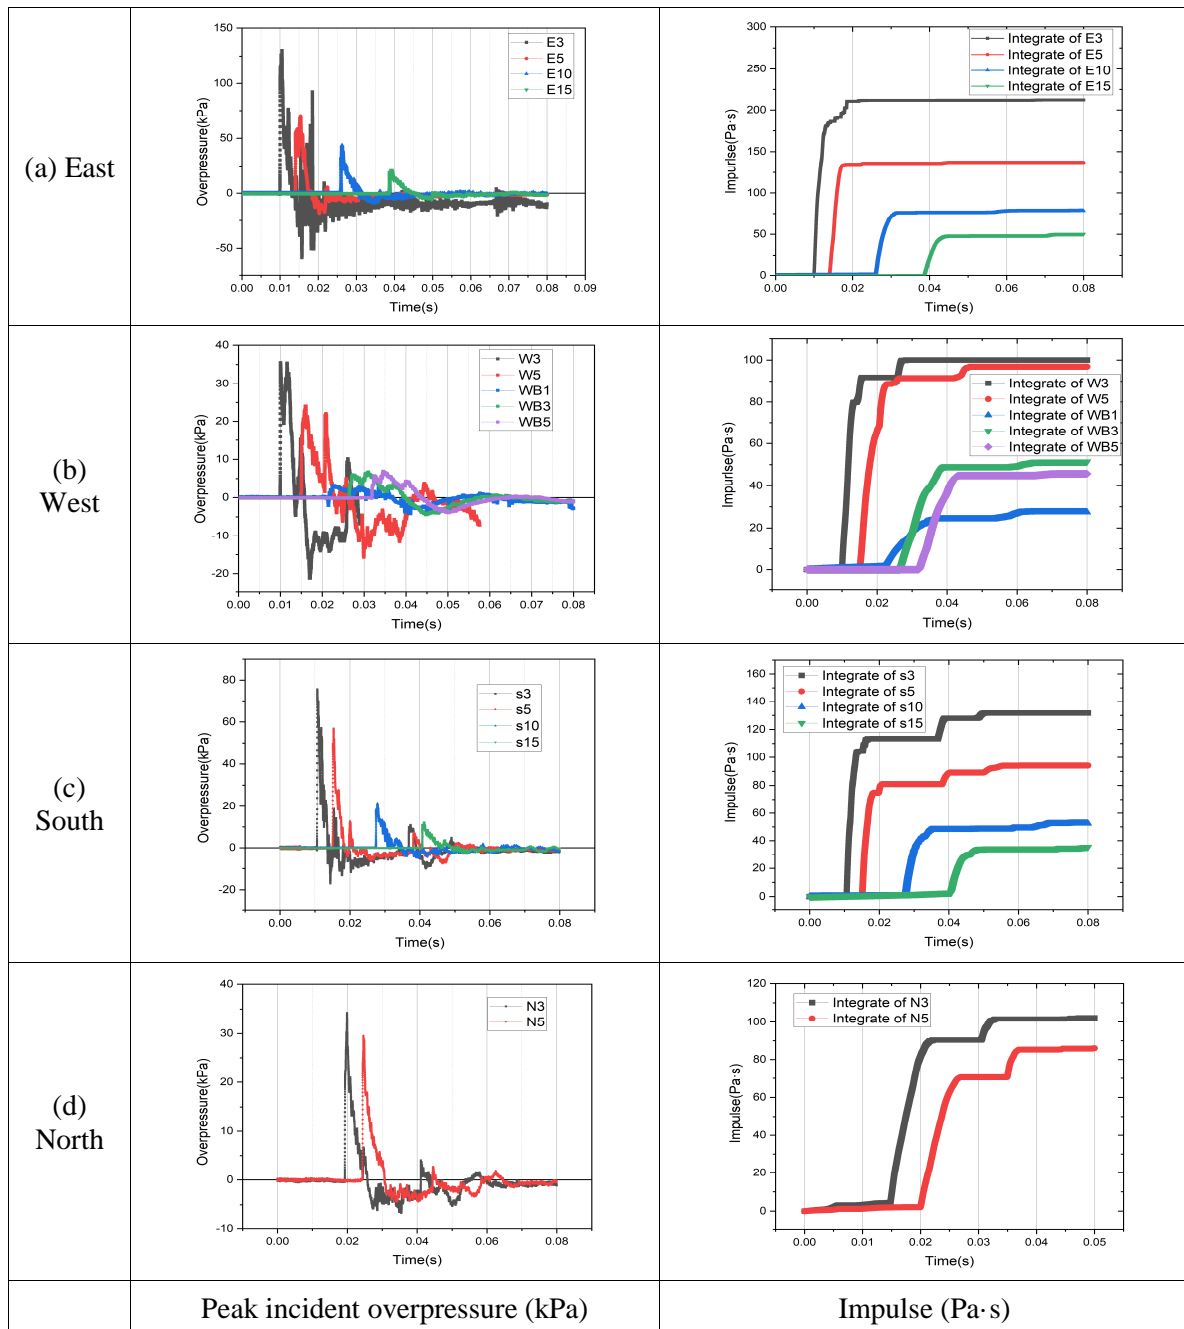 (a) East
150
100
50
0
-50
Overpressure(kPa)
E3
E5
E10
E15
0.00 0.01 0.02 0.03 0.04 0.05 0.06 0.07 0.08 0.09
Time(s)
300
250
200
150
100
50
0
Impurlse(Pa·s)
Integrate of E3
Integrate of E5
Integrate of E10
Integrate of E15
0.00 0.02 0.04 0.06 0.08
Time(s)
(b)
West
40
30
20
10
0
-10
-20
Overpressure(kPa)
W3
W5
WB1
WB3
WB5
0.00 0.01 0.02 0.03 0.04 0.05 0.06 0.07 0.08
Time(s)
100
80
60
40
20
0
Impulse(Pa·s)
Integrate of W3
Integrate of W5
Integrate of WB1
Integrate of WB3
Integrate of WB5
0.00 0.02 0.04 0.06 0.08
Time(s)
(c)
South
80
60
40
20
0
-20
Overpressure(kPa)
s3
s5
s10
s15
0.00 0.02 0.04 0.06 0.08
Time(s)
160
140
120
100
80
60
40
20
0
Impulse(Pa·s)
Integrate of s3
Integrate of s5
Integrate of s10
Integrate of s15
0.00 0.02 0.04 0.06 0.08
Time(s)
(d)
North
40
30
20
10
0
-10
Overpressure(kPa)
N3
N5
0.00 0.02 0.04 0.06 0.08
Time(s)
120
100
80
60
40
20
0
Impulse(Pa·s)
Integrate of N3
Integrate of N5
0.00 0.01 0.02 0.03 0.04 0.05
Time(s)
Peak incident overpressure (kPa)
Impulse (Pa·s)